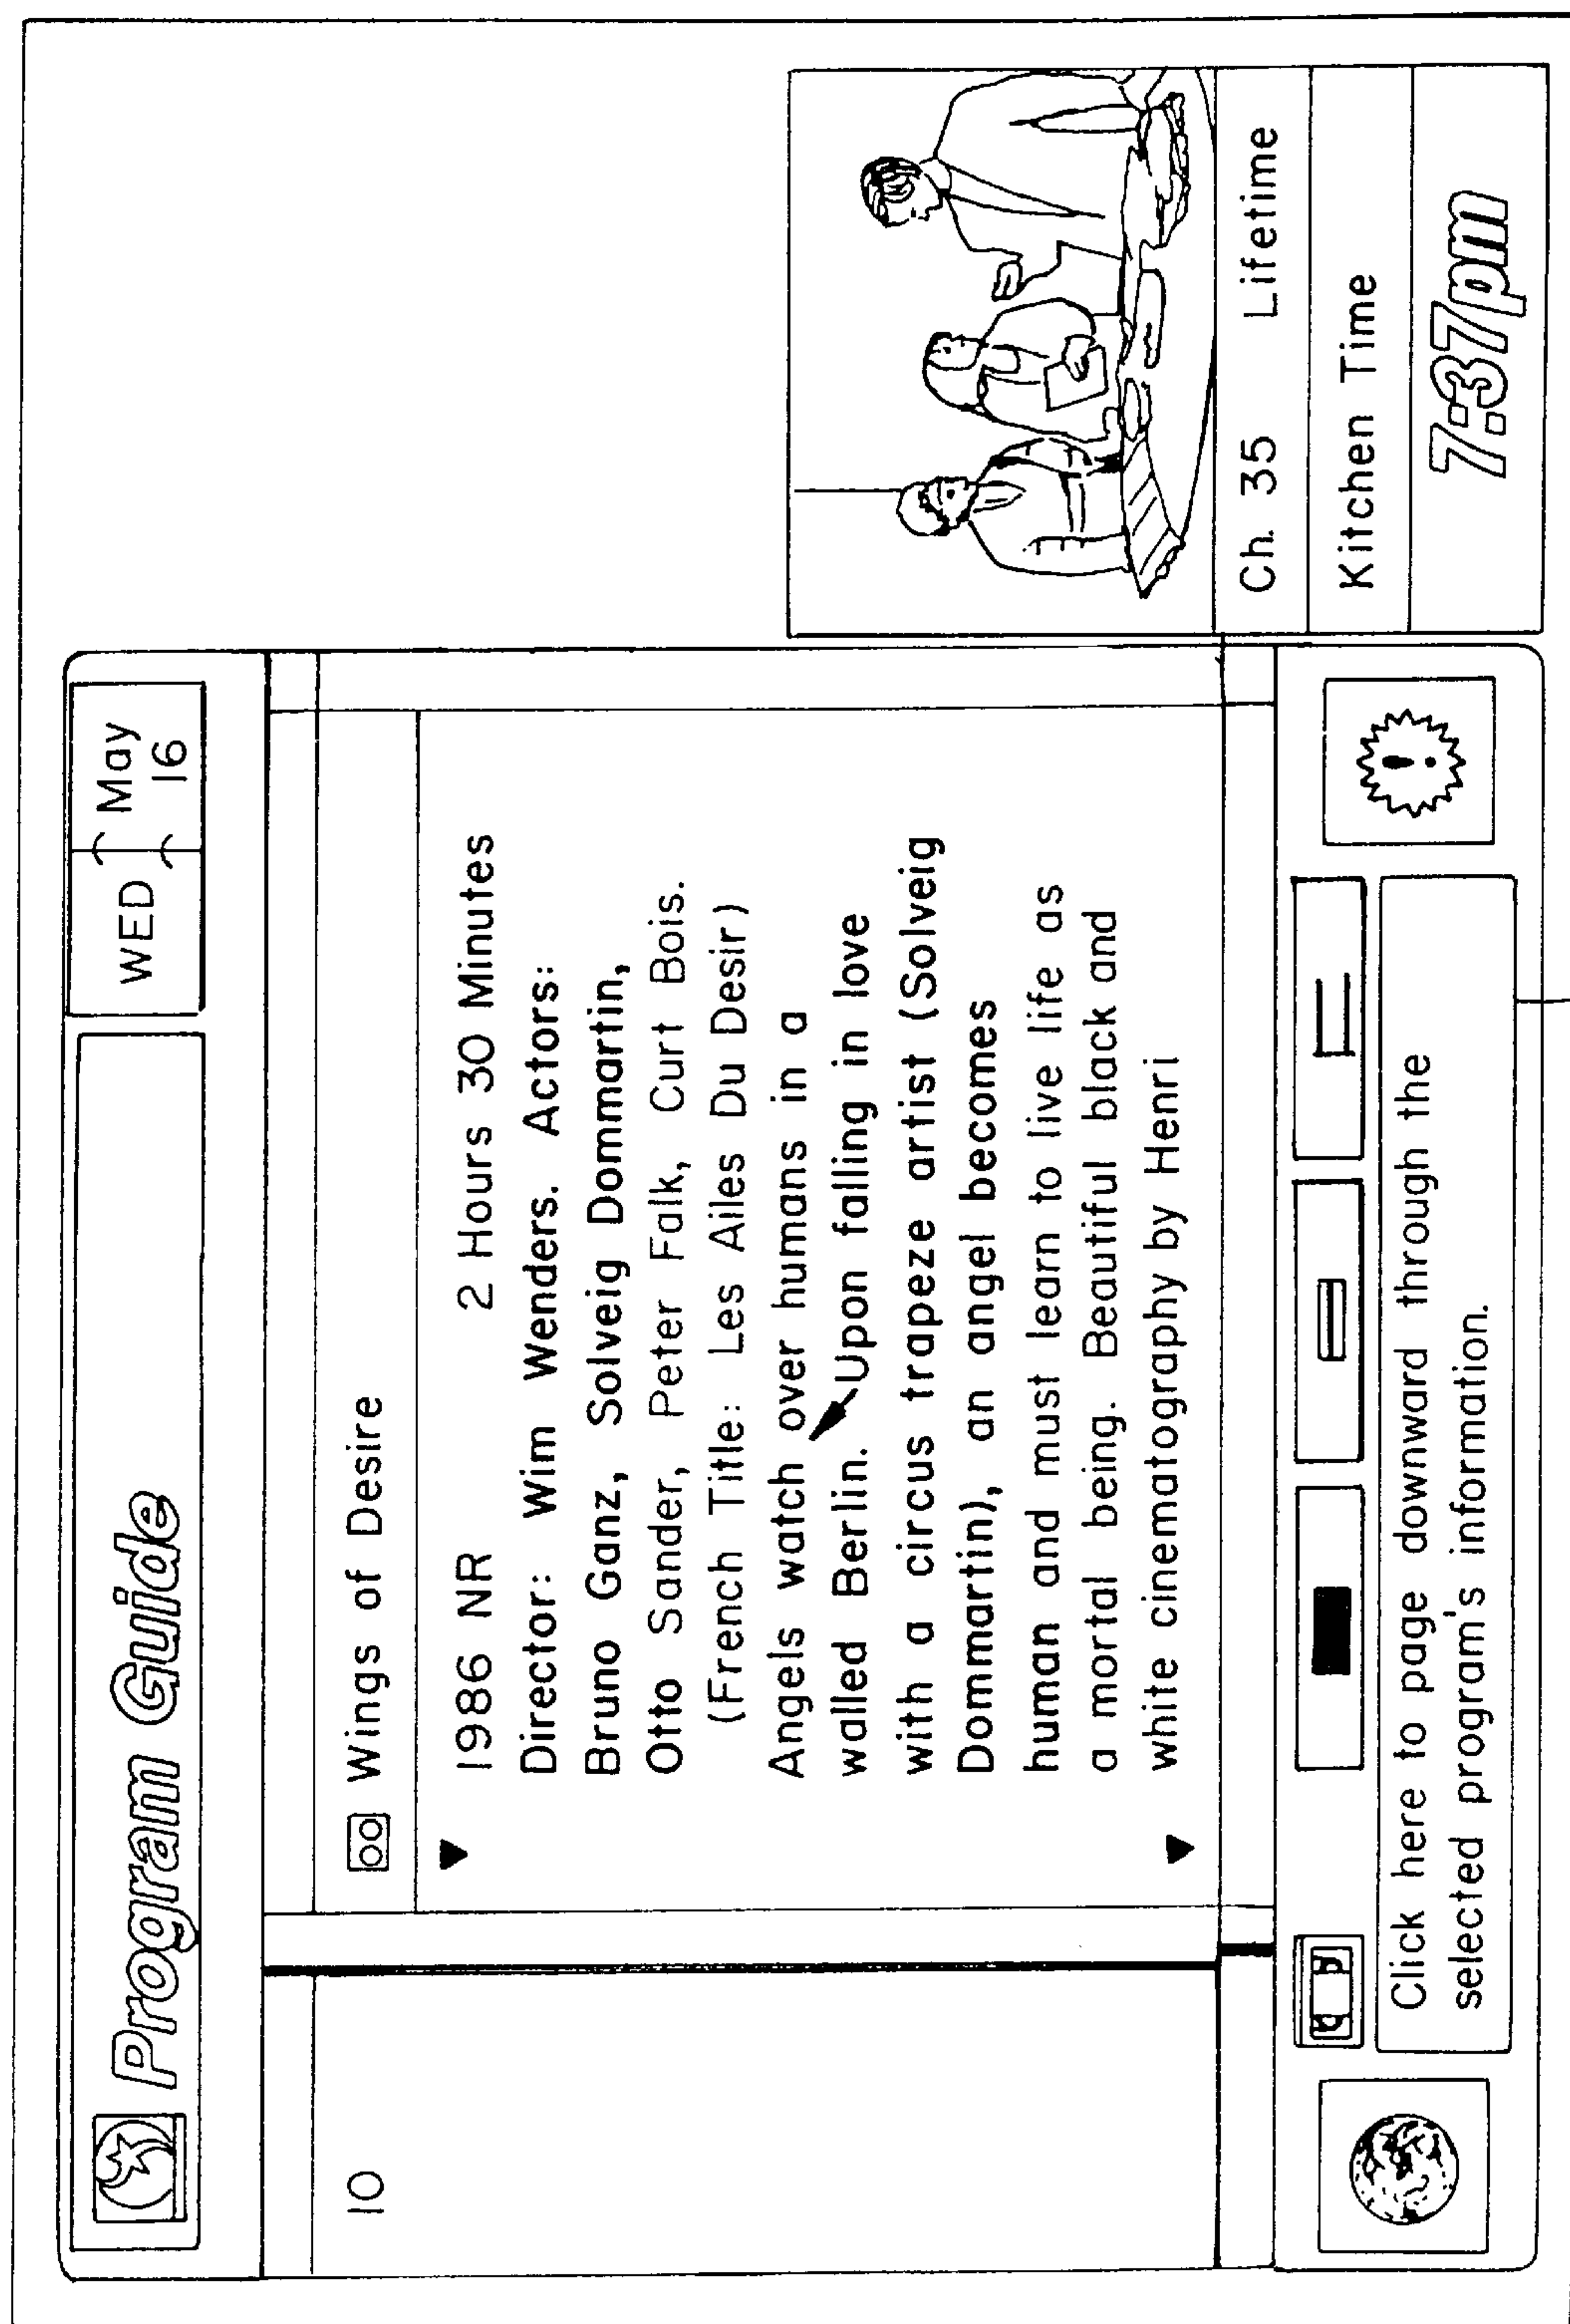 Program Guide
WED May
16
10
Wings of Desire
1986 NR 2 Hours 30 Minutes
Director: Wim Wenders. Actors:
Bruno Ganz, Solveig Dommartin,
Otto Sander, Peter Falk, Curt Bois.
(French Title: Les Ailes Du Desir)
Angels watch over humans in a
walled Berlin. Upon falling in love
with a circus trapeze artist (Solveig
Dommartin), an angel becomes
human and must learn to live life as
a mortal being. Beautiful black and
white cinematography by Henri
Click here to page downward through the
selected program's information.
Ch. 35 Lifetime
Kitchen Time
7:37pm